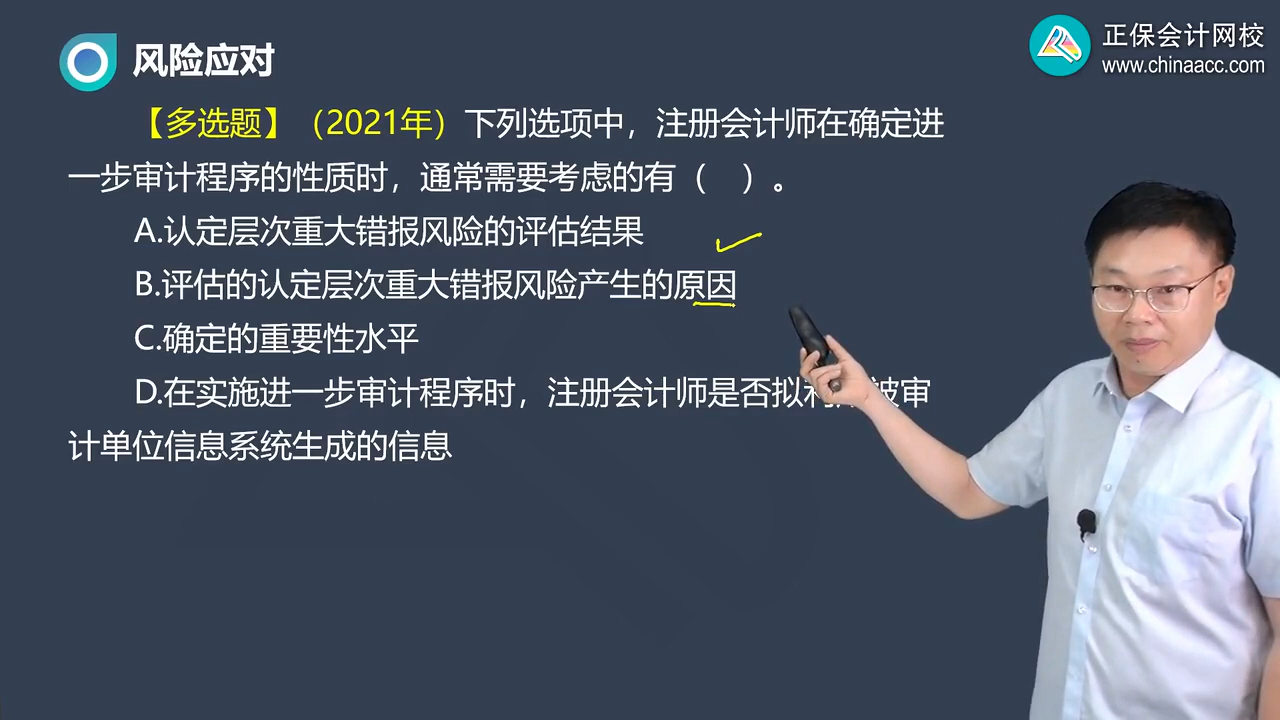 风险应对
正保会计网校
www.chinaacc.com
【多选题】（2021年）下列选项中，注册会计师在确定进
一步审计程序的性质时，通常需要考虑的有（ ）。
A.认定层次重大错报风险的评估结果
B.评估的认定层次重大错报风险产生的原因
C.确定的重要性水平
D.在实施进一步审计程序时，注册会计师是否拟利 被审
计单位信息系统生成的信息